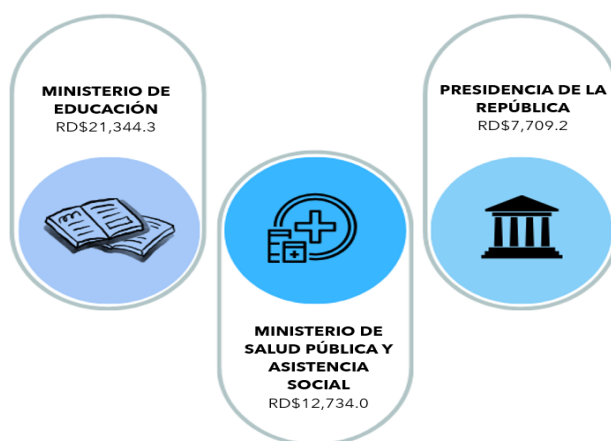 MINISTERIO DE
EDUCACIÓN
RD$21,344.3
PRESIDENCIA DE LA
REPÚBLICA
RD$7,709.2
MINISTERIO DE
SALUD PÚBLICA Y
ASISTENCIA
SOCIAL
RD$12,734.0